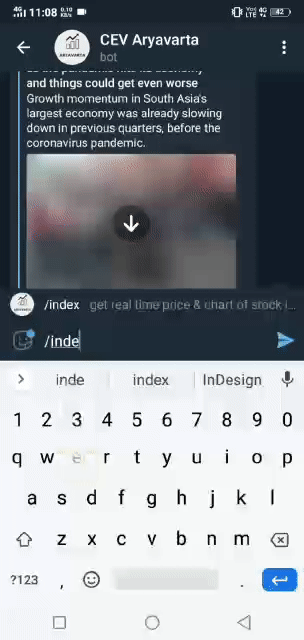 4G 11:08 0.10 KB/S
Vo) LTE 4G 42
CEV Aryavarta
bot
and things could get even worse
Growth momentum in South Asia's
largest economy was already slowing
down in previous quarters, before the
coronavirus pandemic.
/index get real time price & chart of stock i...
/inde
inde index InDesign
1 2 3 4 5 6 7 8 9 0
q w e r t y u i o p
a s d f g h j k l
z x c v b n m
?123 , .